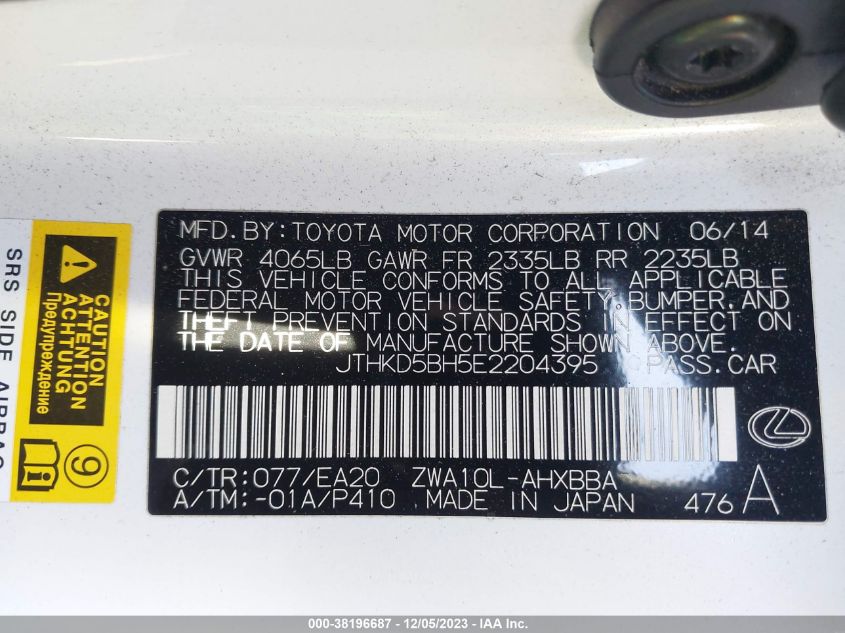 MFD.BY:TOYOTA MOTOR CORPORATION 06/14
GVWR 4065LB GAWR FR 2335LB RR 2235LB
THIS VEHICLE CONFORMS TO ALL APPLICABLE
FEDERAL MOTOR VEHICLE SAFETY,BUMPER,AND
THEFT PREVENTION STANDARDS IN EFFECT ON
THE DATE OF MANUFACTURE SHOWN ABOVE.
JTHKD5BH5E2204395 PASS.CAR
C/TR:077/EA20 ZWA10L-AHXBBA
A/TM:-01A/P410 MADE IN JAPAN 476 A
CAUTION
ATTENTION
ACHTUNG
Предупреждение
9
SRS SIDE AIRBAG
000-38196687 - 12/05/2023 - IAA Inc.